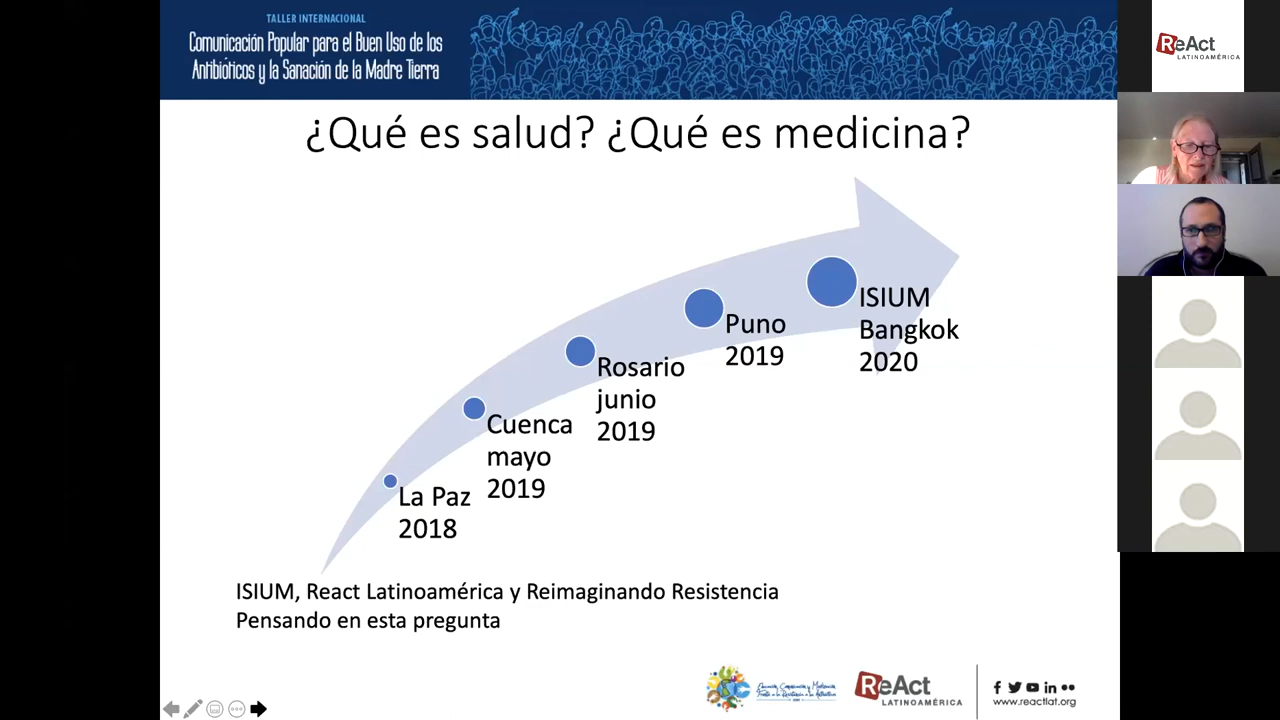 TALLER INTERNACIONAL
Comunicación Popular para el Buen Uso de los
Antibióticos y la Sanación de la Madre Tierra
¿Qué es salud? ¿Qué es medicina?
ISIUM
Bangkok
2020
Puno
2019
Rosario
junio
2019
Cuenca
mayo
2019
La Paz
2018
ISIUM, React Latinoamérica y Reimaginando Resistencia
Pensando en esta pregunta
ReAct
LATINOAMÉRICA
www.reactlat.org
ReAct
LATINOAMÉRICA